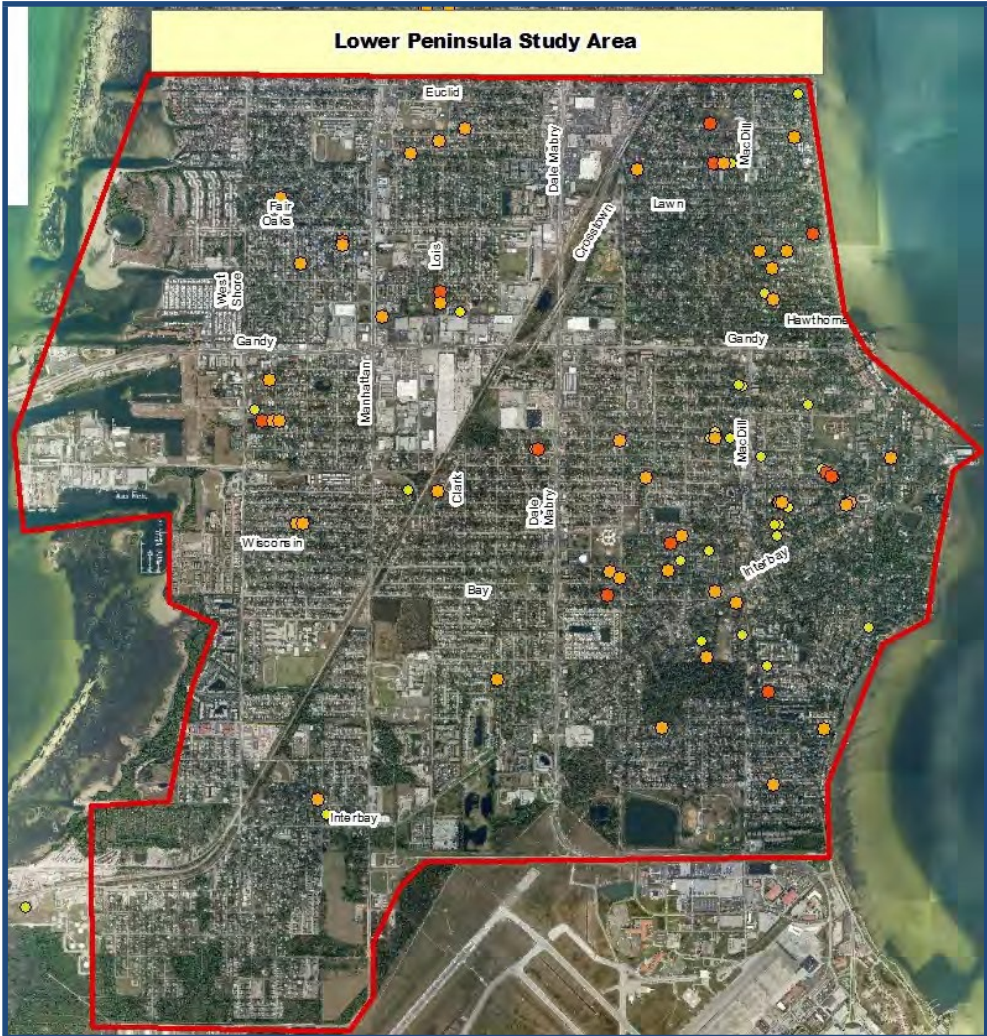 Lower Peninsula Study Area
Euclid
Dale Mabry
MacDill
Fair
Oaks
Lawn
Crosstown
Lois
West
Shore
Hawthorne
Gandy
Gandy
Manhattan
MacDill
Clark
Dale
Mabry
Wisconsin
Interbay
Bay
Interbay